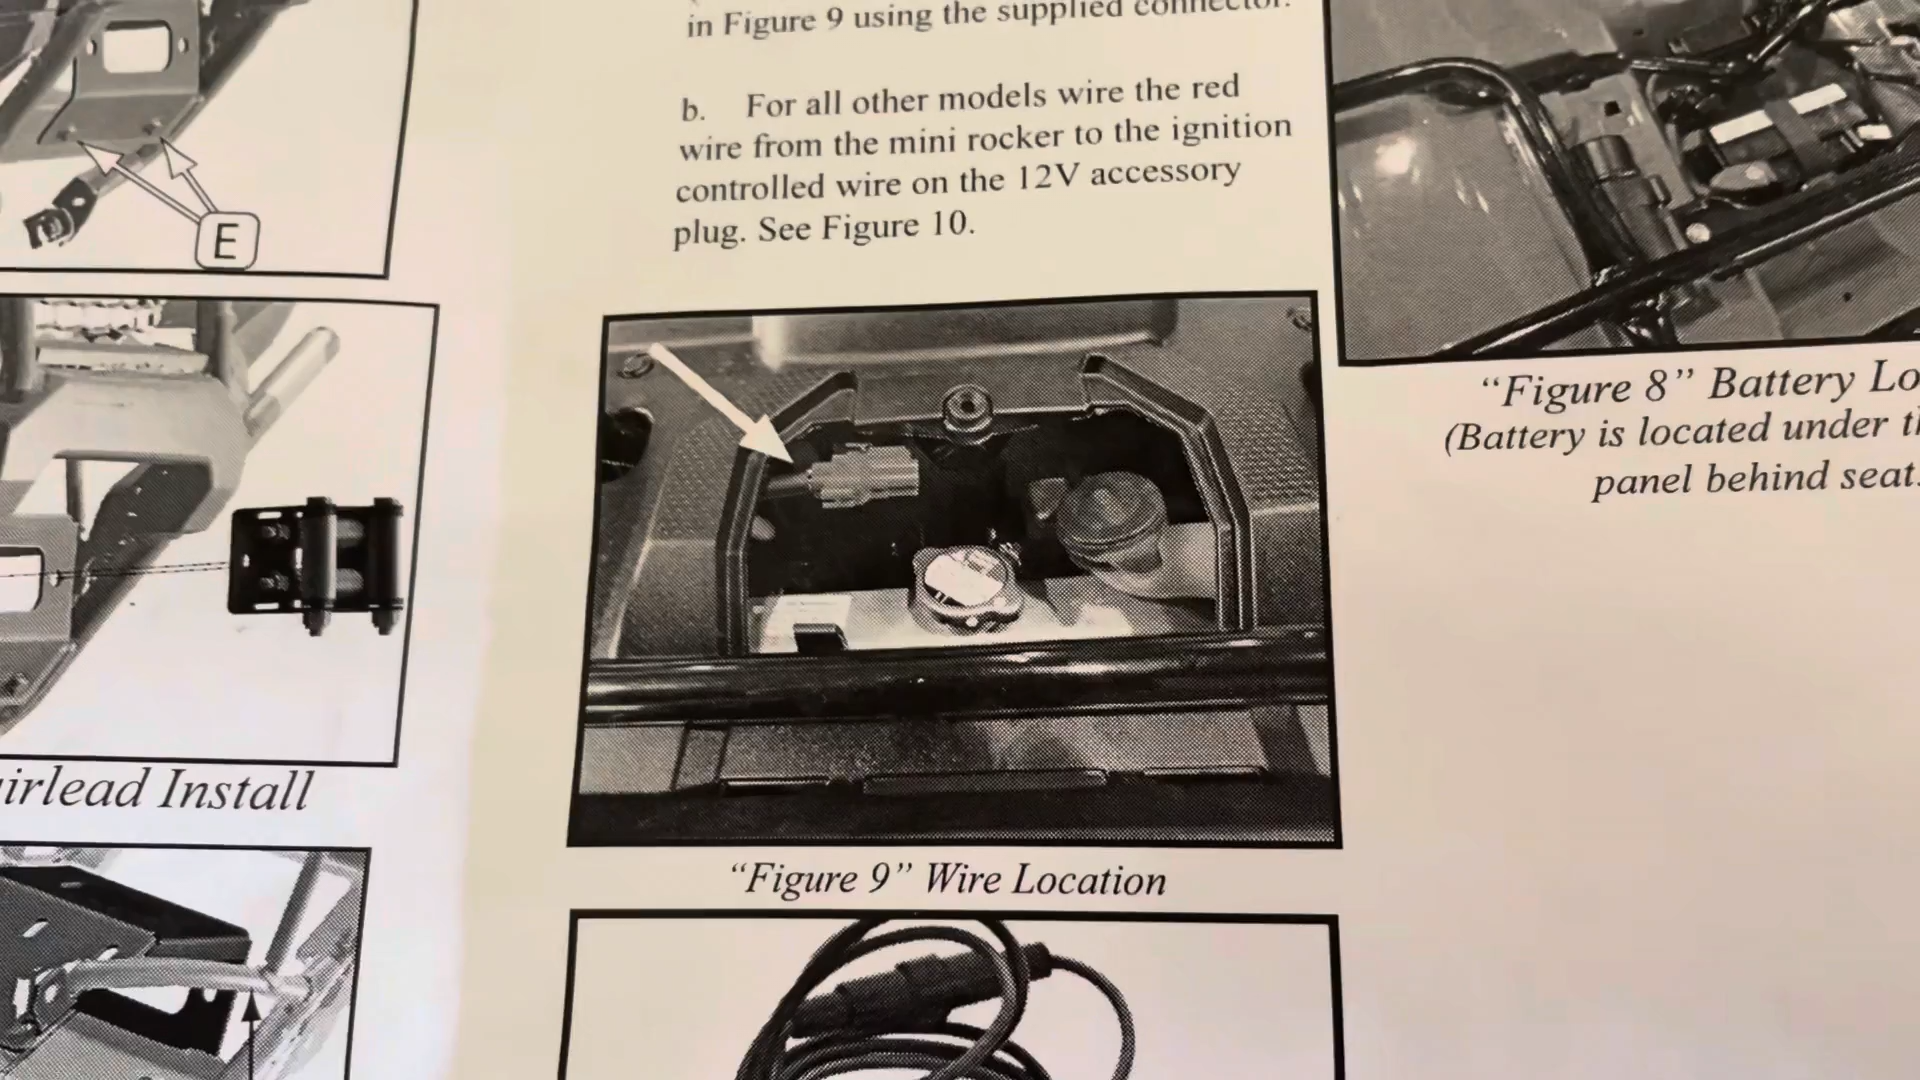 E
irlead Install
in Figure 9 using the supplied connector.
b. For all other models wire the red
wire from the mini rocker to the ignition
controlled wire on the 12V accessory
plug. See Figure 10.
“Figure 9” Wire Location
“Figure 8” Battery Lo
(Battery is located under th
panel behind seat.